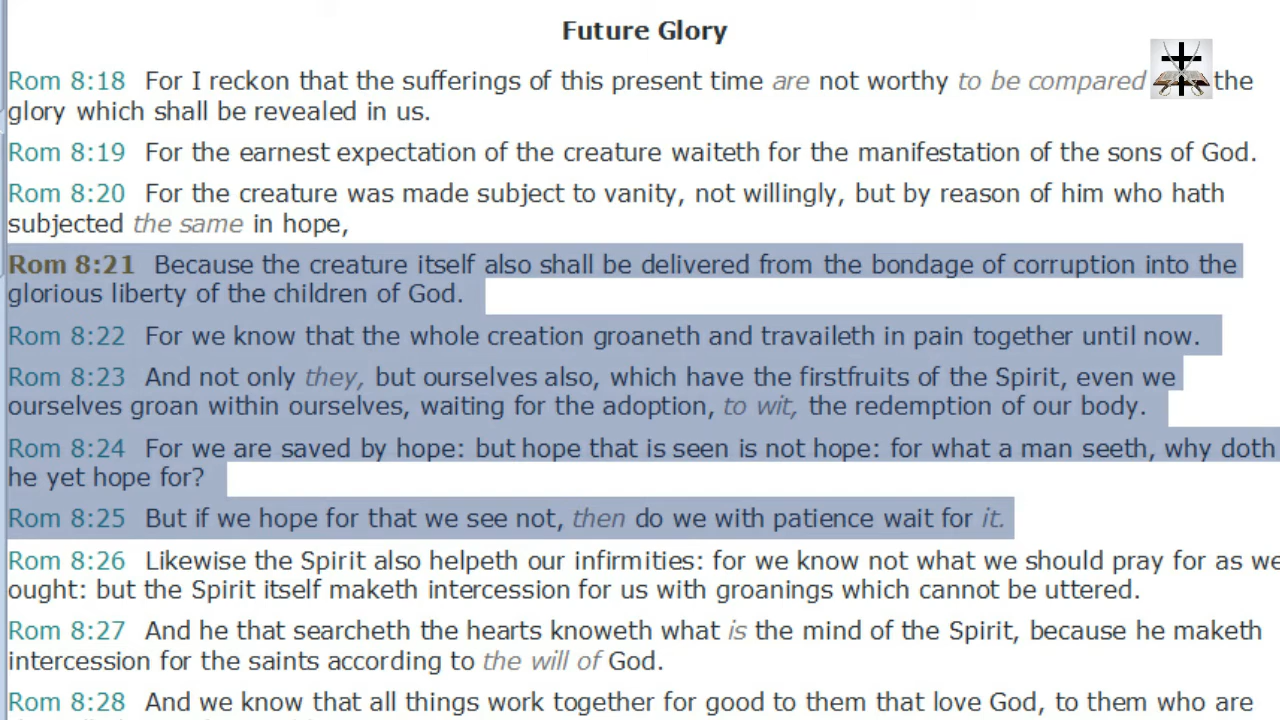 Future Glory
Rom 8:18 For I reckon that the sufferings of this present time are not worthy to be compared the
glory which shall be revealed in us.
Rom 8:19 For the earnest expectation of the creature waiteth for the manifestation of the sons of God.
Rom 8:20 For the creature was made subject to vanity, not willingly, but by reason of him who hath
subjected the same in hope,
Rom 8:21 Because the creature itself also shall be delivered from the bondage of corruption into the
glorious liberty of the children of God.
Rom 8:22 For we know that the whole creation groaneth and travaileth in pain together until now.
Rom 8:23 And not only they, but ourselves also, which have the firstfruits of the Spirit, even we
ourselves groan within ourselves, waiting for the adoption, to wit, the redemption of our body.
Rom 8:24 For we are saved by hope: but hope that is seen is not hope: for what a man seeth, why doth
he yet hope for?
Rom 8:25 But if we hope for that we see not, then do we with patience wait for it.
Rom 8:26 Likewise the Spirit also helpeth our infirmities: for we know not what we should pray for as we
ought: but the Spirit itself maketh intercession for us with groanings which cannot be uttered.
Rom 8:27 And he that searcheth the hearts knoweth what is the mind of the Spirit, because he maketh
intercession for the saints according to the will of God.
Rom 8:28 And we know that all things work together for good to them that love God, to them who are